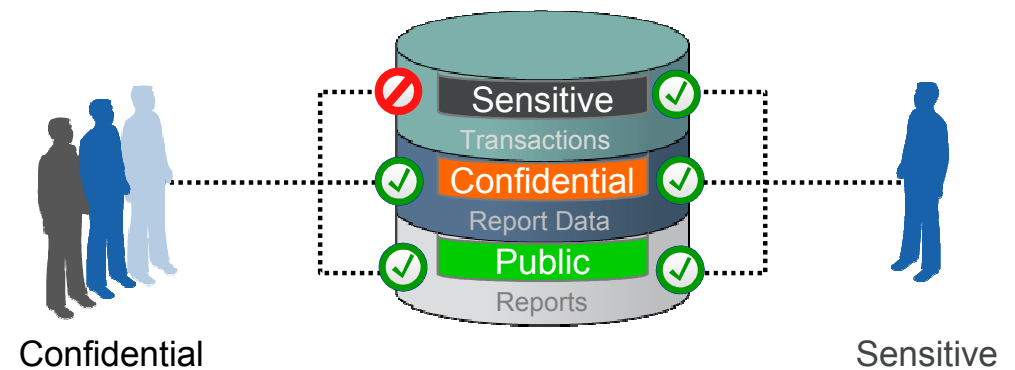 Sensitive
Transactions
Confidential
Report Data
Public
Reports
Confidential
Sensitive